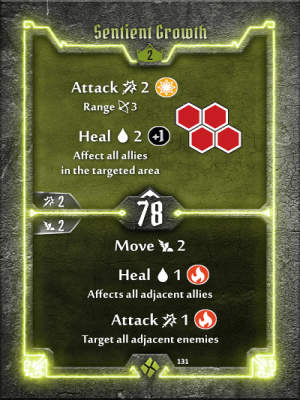 Sentient Growth
2
Attack 2
Range 3
Heal 2 +1
Affect all allies
in the targeted area
2
78
2
Move 2
Heal 1
Affects all adjacent allies
Attack 1
Target all adjacent enemies
131